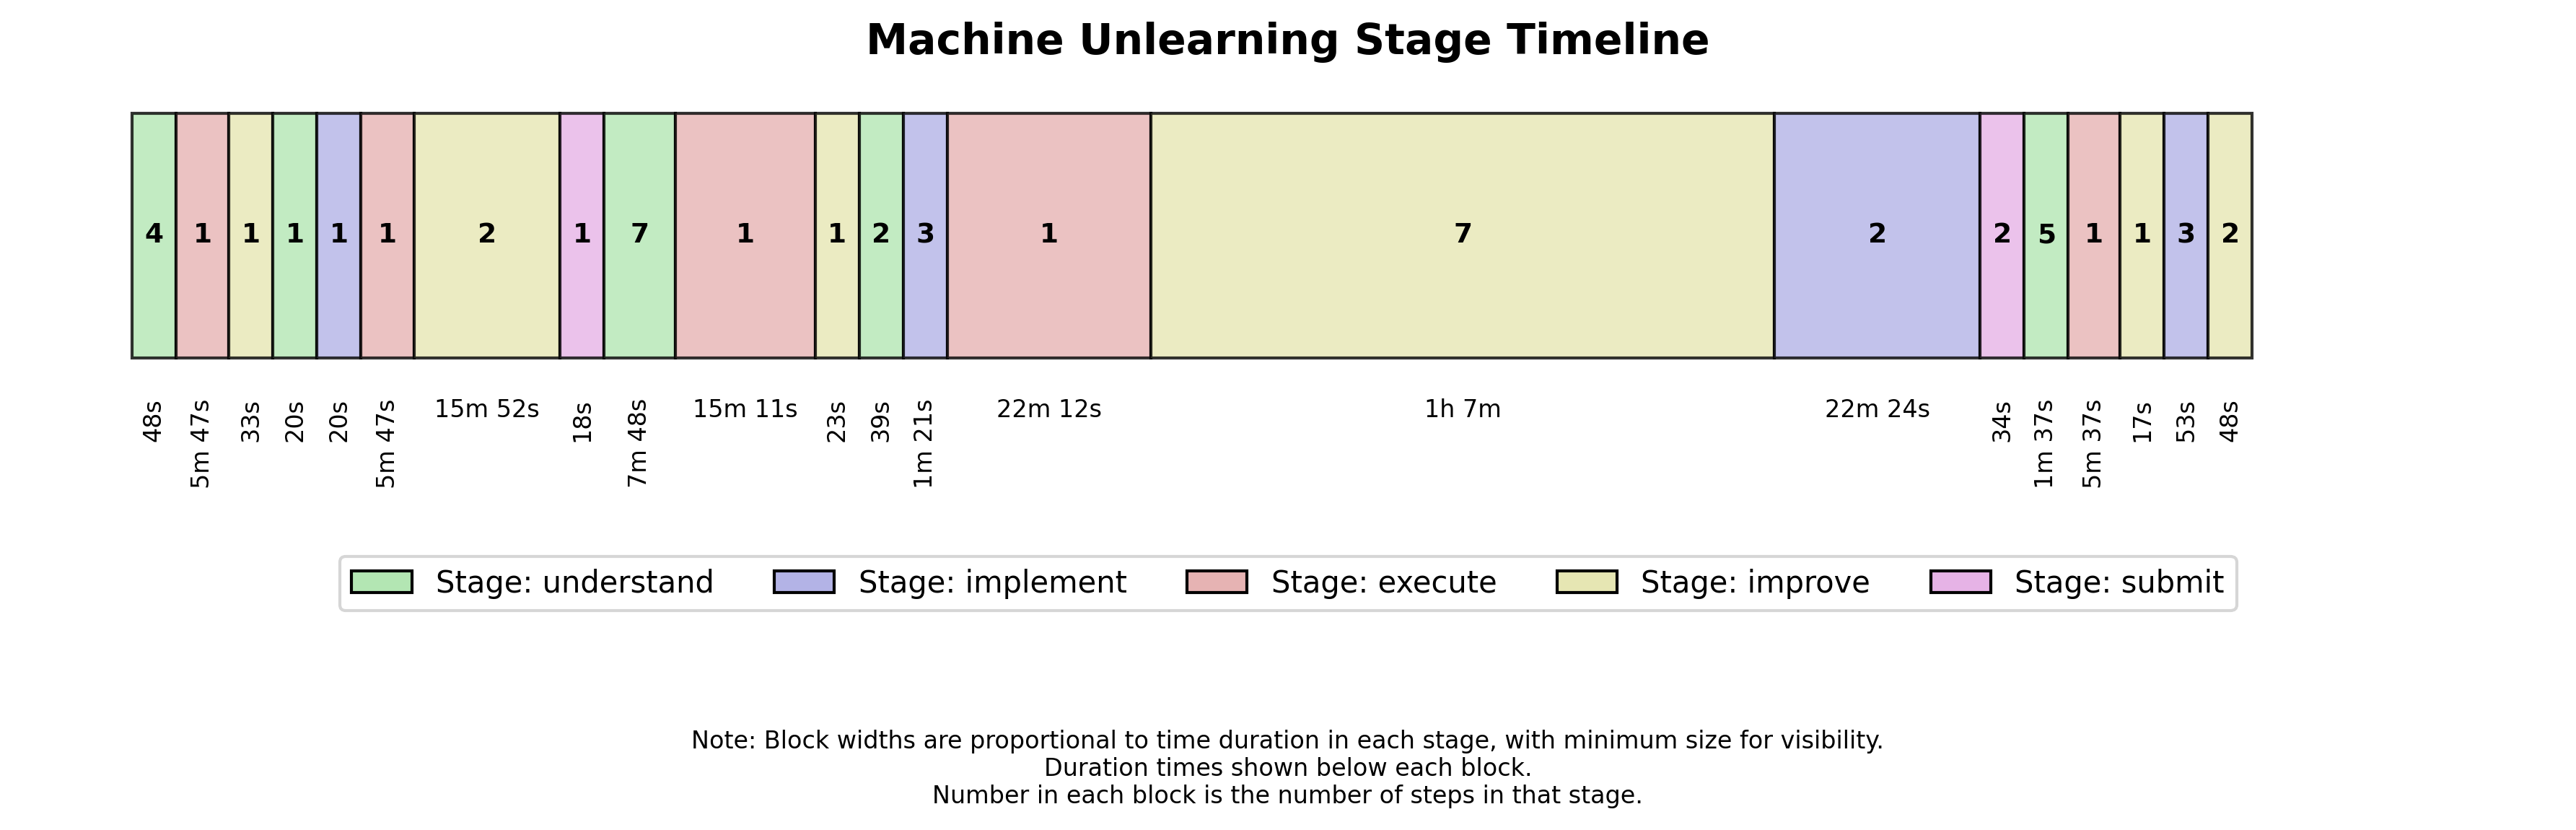 Machine Unlearning Stage Timeline
4 1 1 1 1 1 2 1 7 1 1 2 3 1 7 2 2 5 1 1 3 2
48s 5m 47s 33s 20s 20s 5m 47s 15m 52s 18s 7m 48s 15m 11s 23s 39s 1m 21s 22m 12s 1h 7m 22m 24s 34s 1m 37s 5m 37s 17s 53s 48s
Stage: understand Stage: implement Stage: execute Stage: improve Stage: submit
Note: Block widths are proportional to time duration in each stage, with minimum size for visibility.
Duration times shown below each block.
Number in each block is the number of steps in that stage.